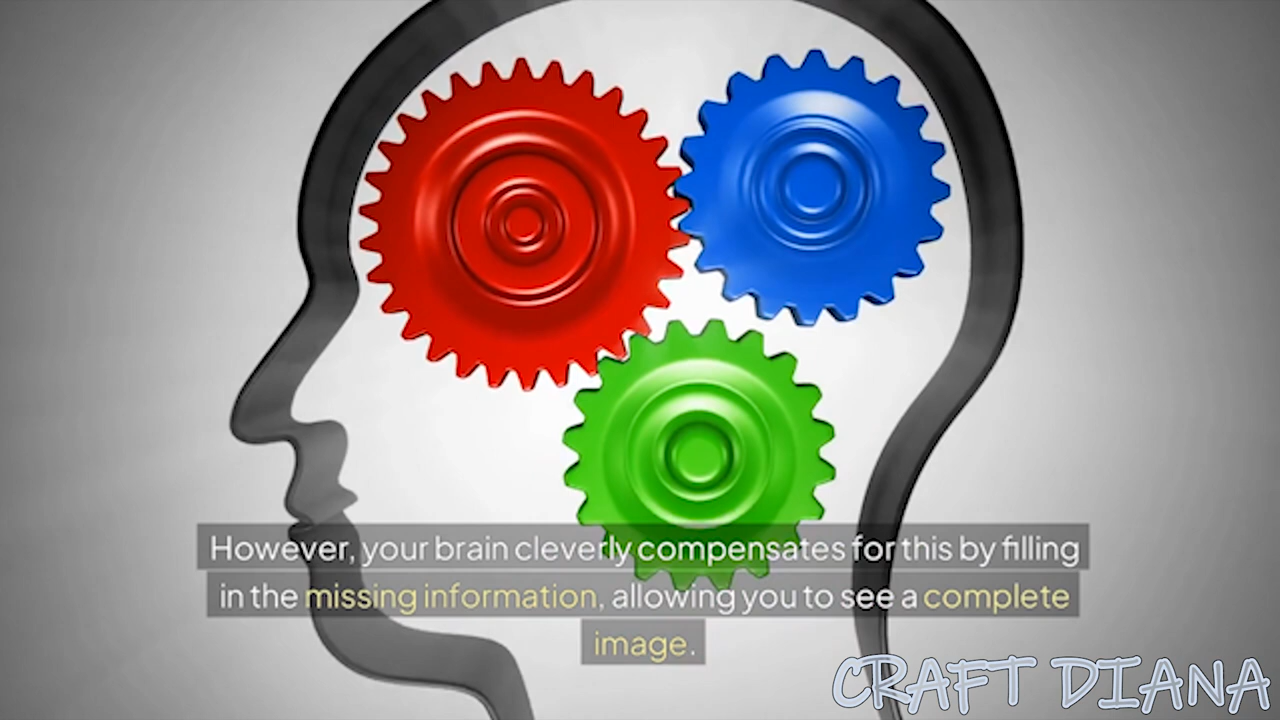 However, your brain cleverly compensates for this by filling
in the missing information, allowing you to see a complete
image.
CRAFT DIANA